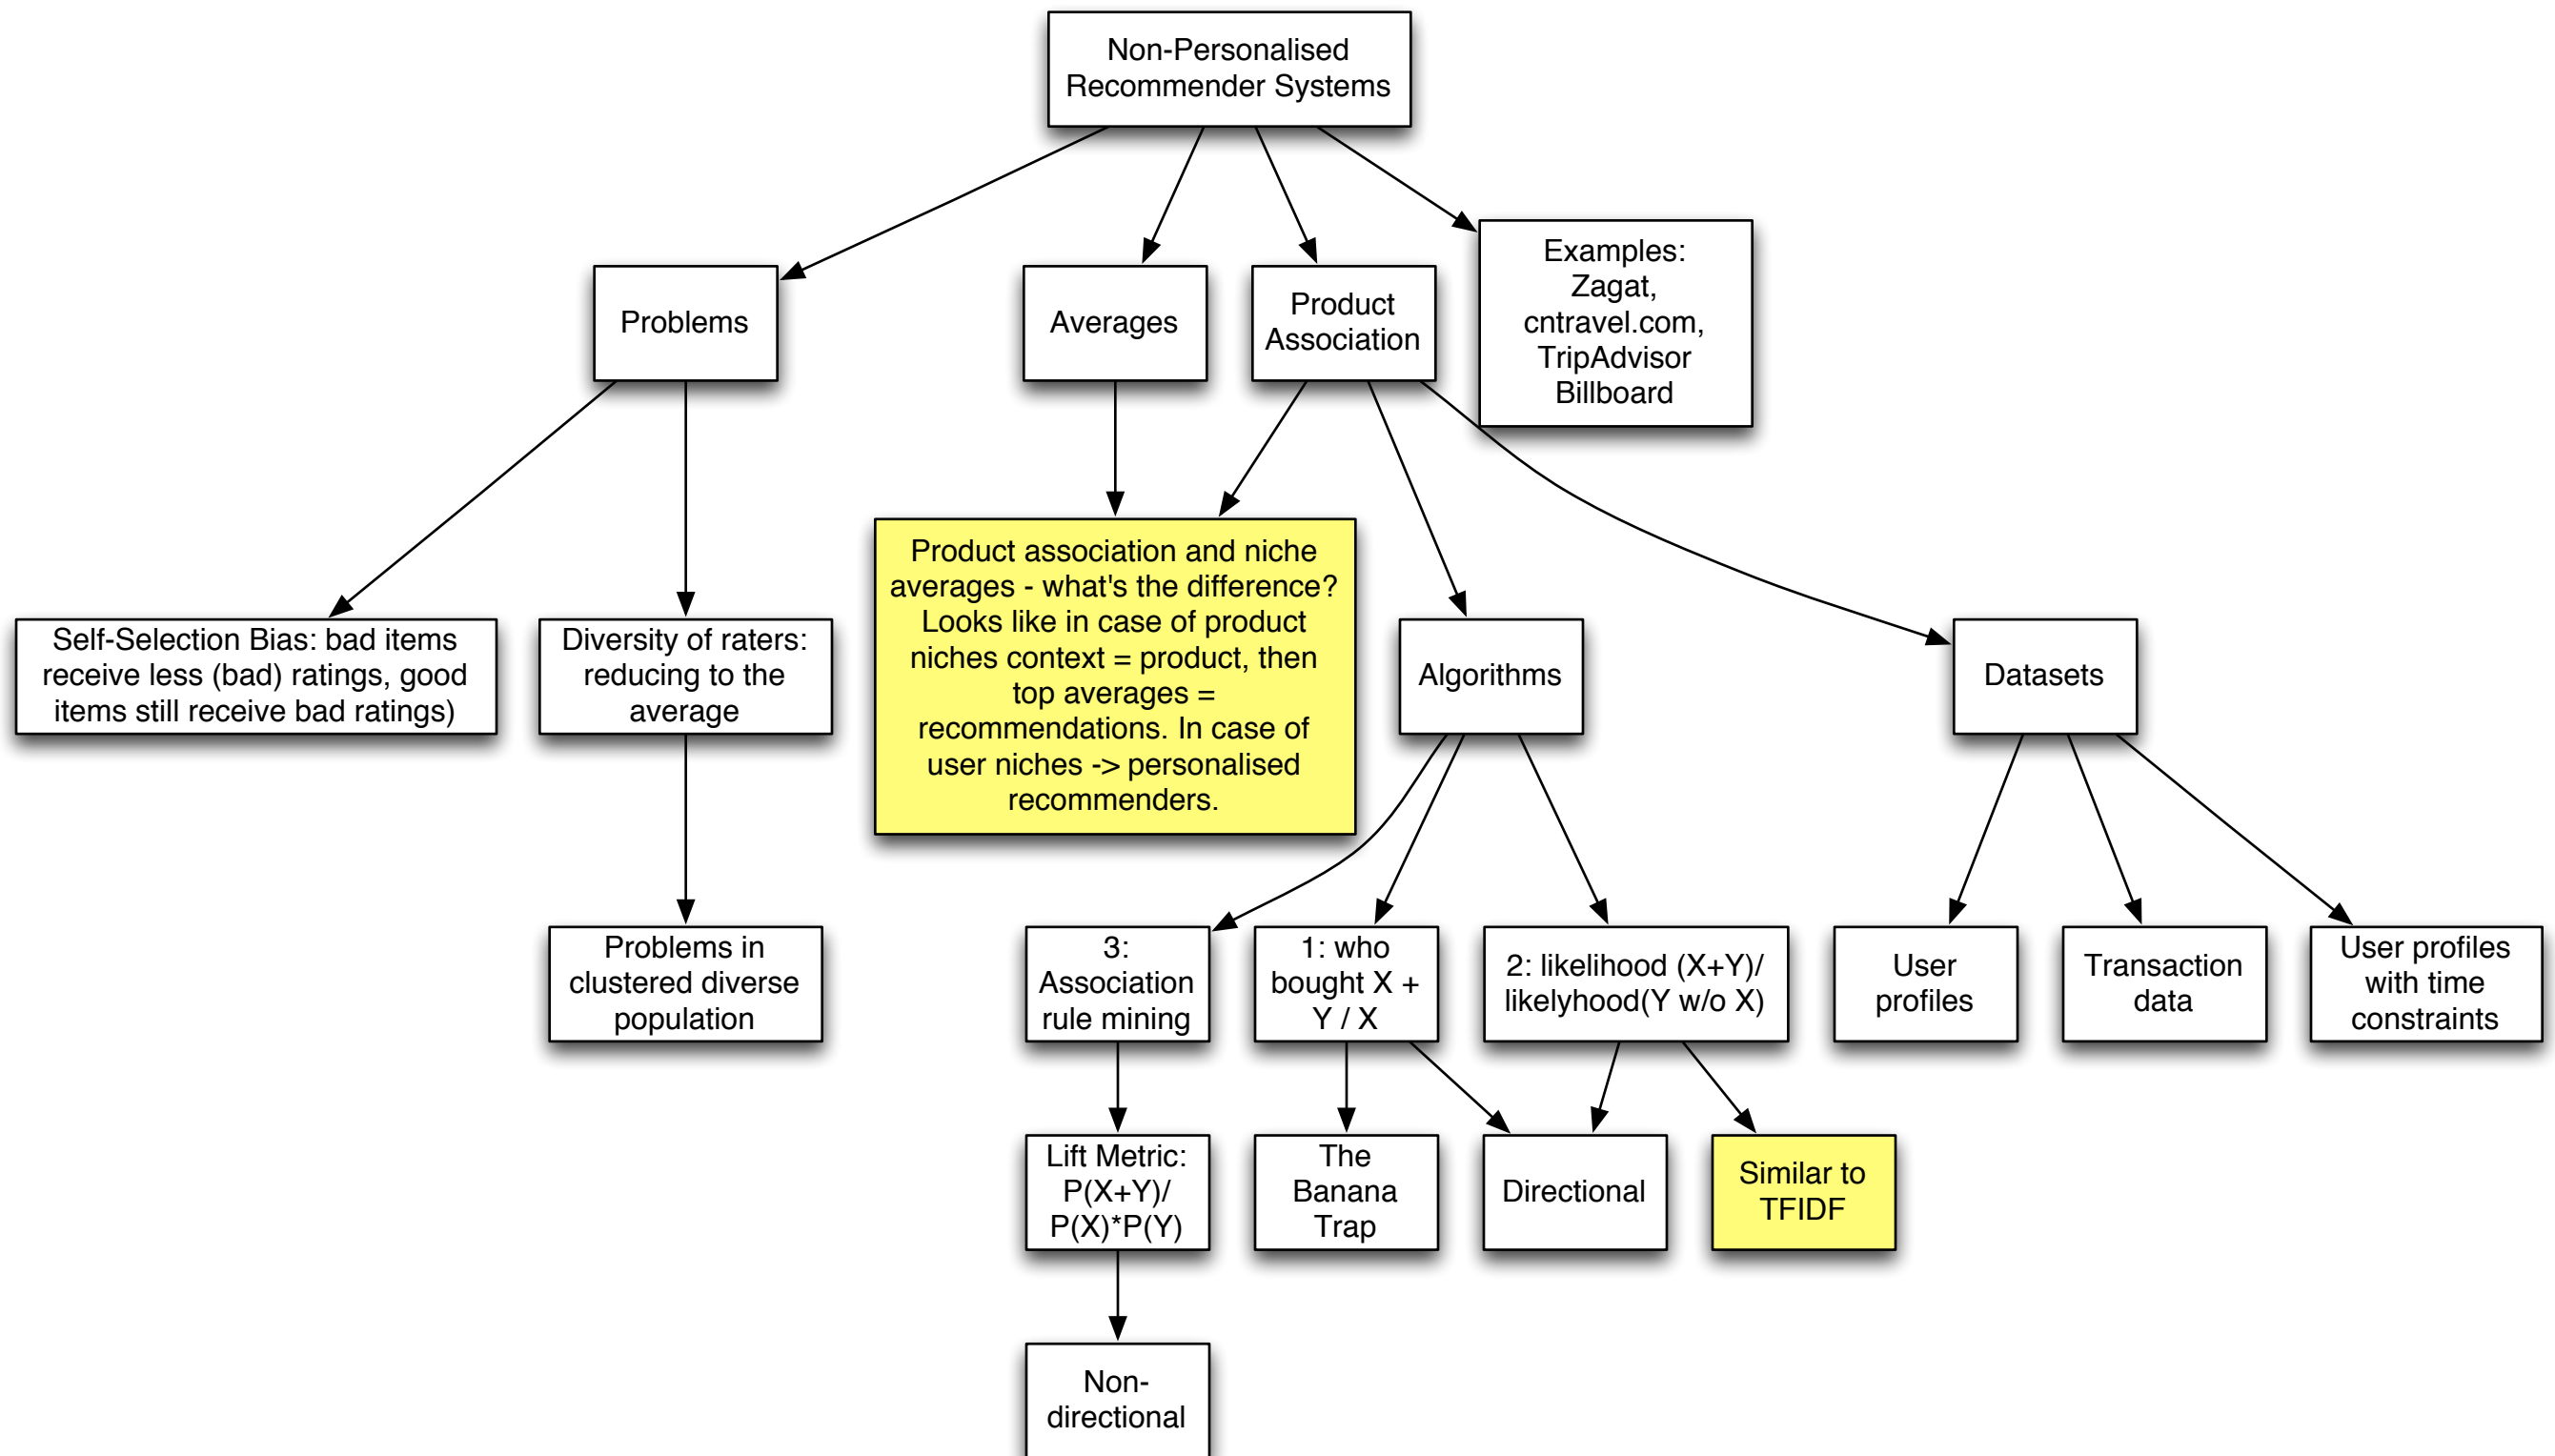 Non-Personalised
Recommender Systems
Problems
Averages
Product
Association
Examples:
Zagat,
cntravel.com,
TripAdvisor
Billboard
Product association and niche
averages - what's the difference?
Looks like in case of product
niches context = product, then
top averages =
recommendations. In case of
user niches -> personalised
recommenders.
Self-Selection Bias: bad items
receive less (bad) ratings, good
items still receive bad ratings)
Diversity of raters:
reducing to the
average
Algorithms
Datasets
Problems in
clustered diverse
population
3:
Association
rule mining
1: who
bought X +
Y / X
2: likelihood (X+Y)/
likelyhood(Y w/o X)
User
profiles
Transaction
data
User profiles
with time
constraints
Lift Metric:
P(X+Y)/
P(X)*P(Y)
The
Banana
Trap
Directional
Similar to
TFIDF
Non-
directional